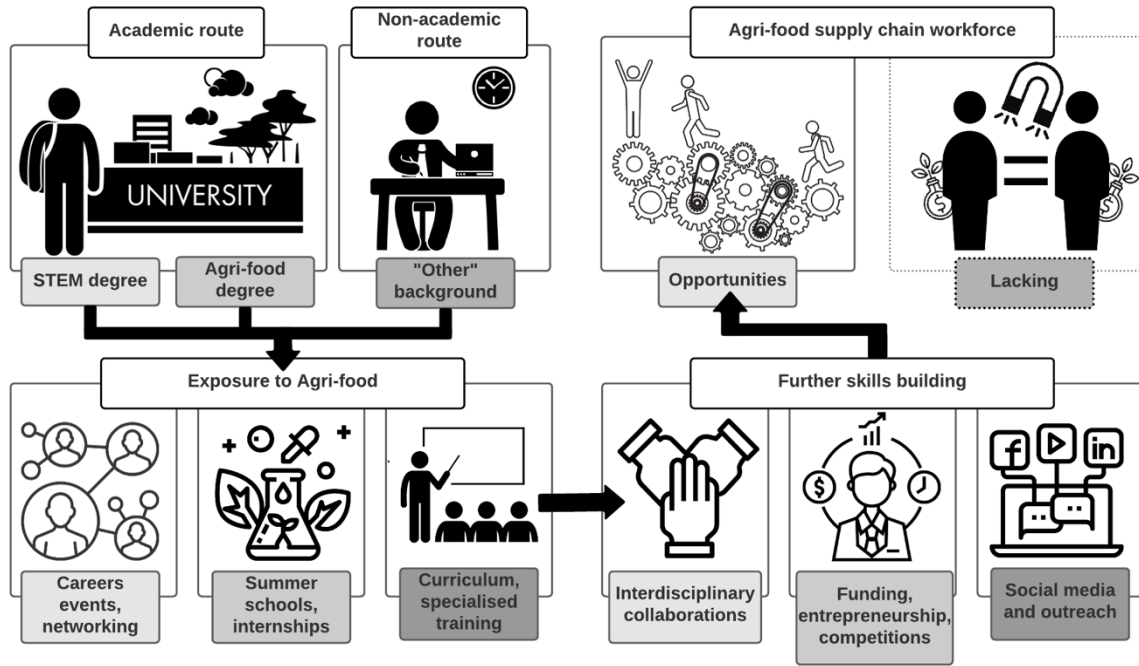 Academic route
Non-academic
route
Agri-food supply chain workforce
UNIVERSITY
STEM degree
Agri-food
degree
"Other"
background
Opportunities
Lacking
Exposure to Agri-food
Further skills building
$
f
in
Careers
events,
networking
Summer
schools,
internships
Curriculum,
specialised
training
Interdisciplinary
collaborations
Funding,
entrepreneurship,
competitions
Social media
and outreach